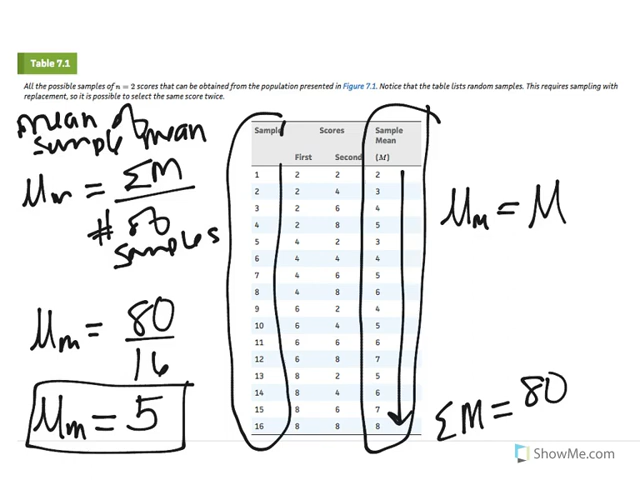 Table 7.1
All the possible samples of n = 2 scores that can be obtained from the population presented in Figure 7.1. Notice that the table lists random samples. This requires sampling with
replacement, so it is possible to select the same score twice.
mean of
sample mean
μm = ΣM
# of
samples
μm = 80
16
μm = 5
Sample Scores Sample
Mean
First Second (M)
1 2 2 2
2 2 4 3
3 2 6 4
4 2 8 5
5 4 2 3
6 4 4 4
7 4 6 5
8 4 8 6
9 6 2 4
10 6 4 5
11 6 6 6
12 6 8 7
13 8 2 5
14 8 4 6
15 8 6 7
16 8 8 8
μm = μ
ΣM = 80
ShowMe.com